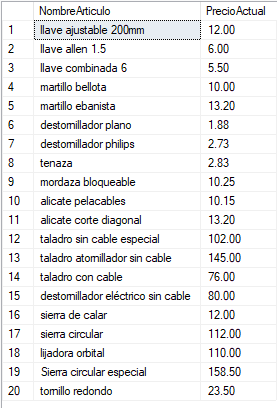 NombreArticulo PrecioActual
1 llave ajustable 200mm 12.00
2 llave allen 1.5 6.00
3 llave combinada 6 5.50
4 martillo bellota 10.00
5 martillo ebanista 13.20
6 destornillador plano 1.88
7 destornillador philips 2.73
8 tenaza 2.83
9 mordaza bloqueable 10.25
10 alicate pelacables 10.15
11 alicate corte diagonal 13.20
12 taladro sin cable especial 102.00
13 taladro atornillador sin cable 145.00
14 taladro con cable 76.00
15 destornillador eléctrico sin cable 80.00
16 sierra de calar 12.00
17 sierra circular 112.00
18 lijadora orbital 110.00
19 Sierra circular especial 158.50
20 tornillo redondo 23.50